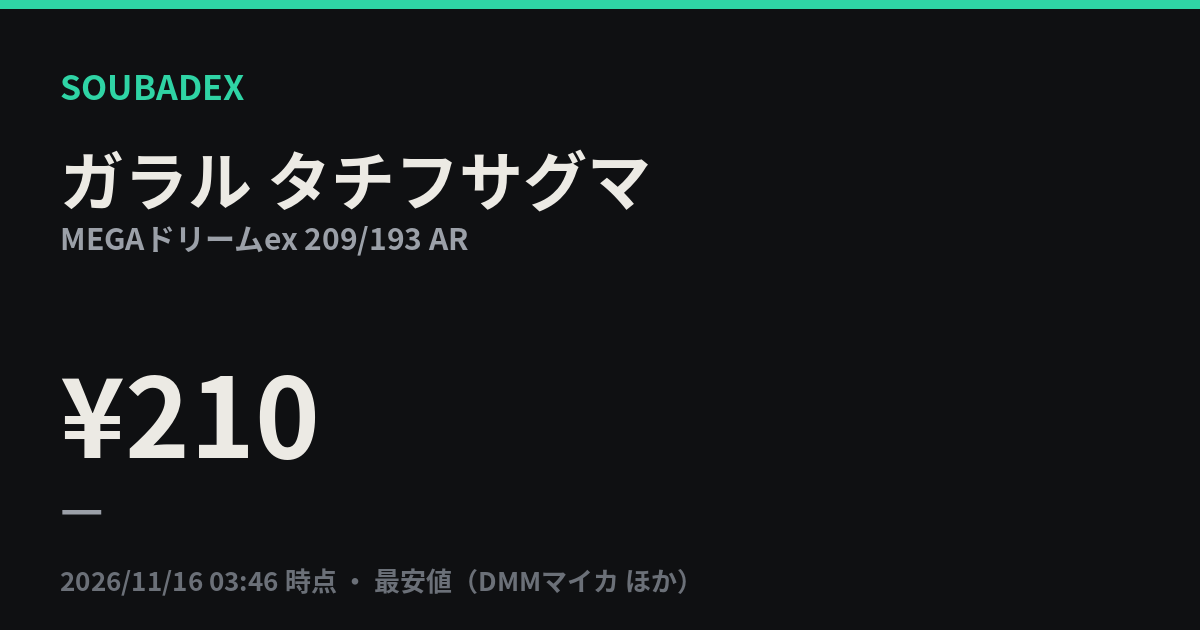 SOUBADEX
ガラル タチフサグマ
MEGAドリームex 209/193 AR
¥210
—
2026/11/16 03:46 時点 ・ 最安値（DMMマイカ ほか）